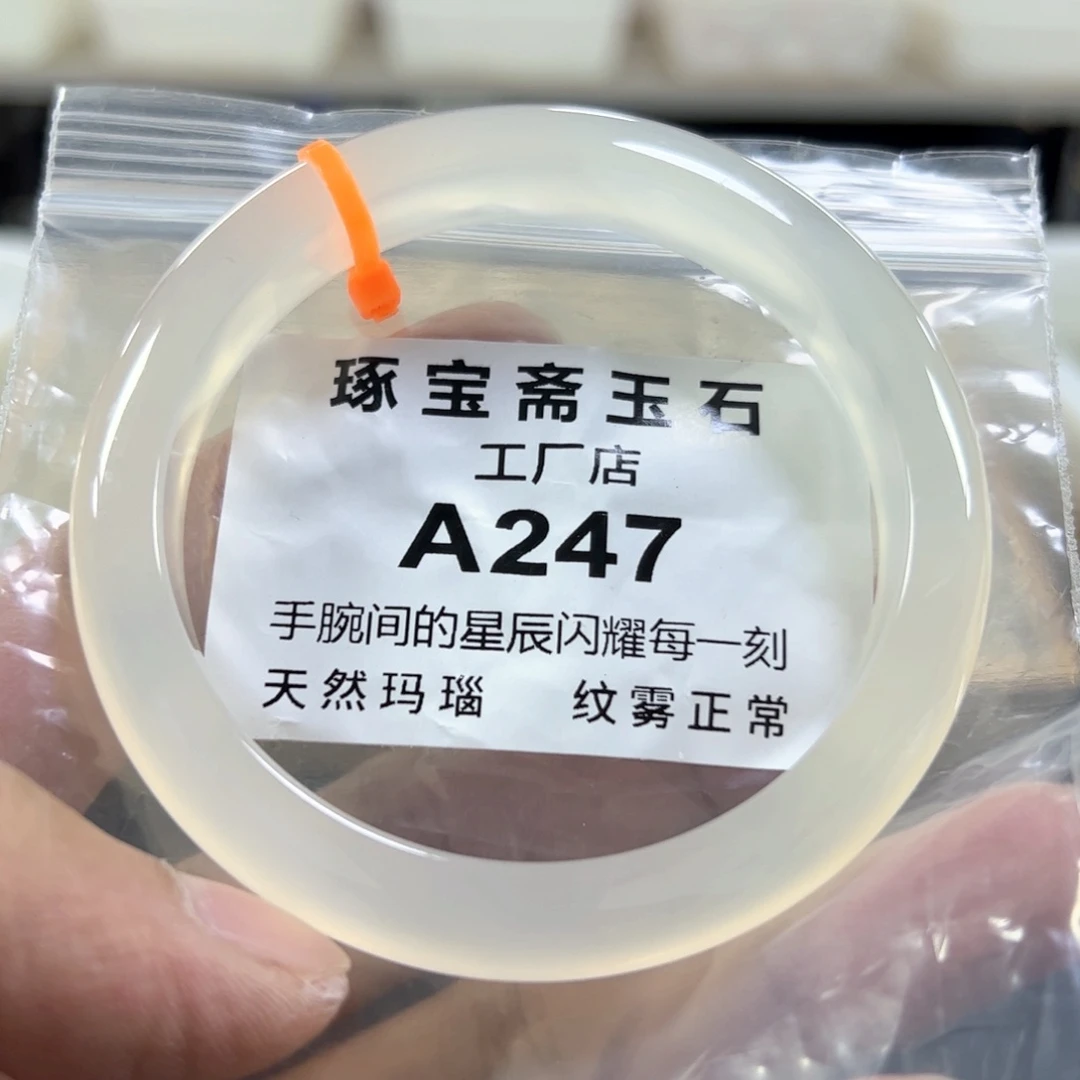 琢宝斋玉石
工厂店
A247
手腕间的星辰闪耀每一刻
天然玛瑙 纹雾正常